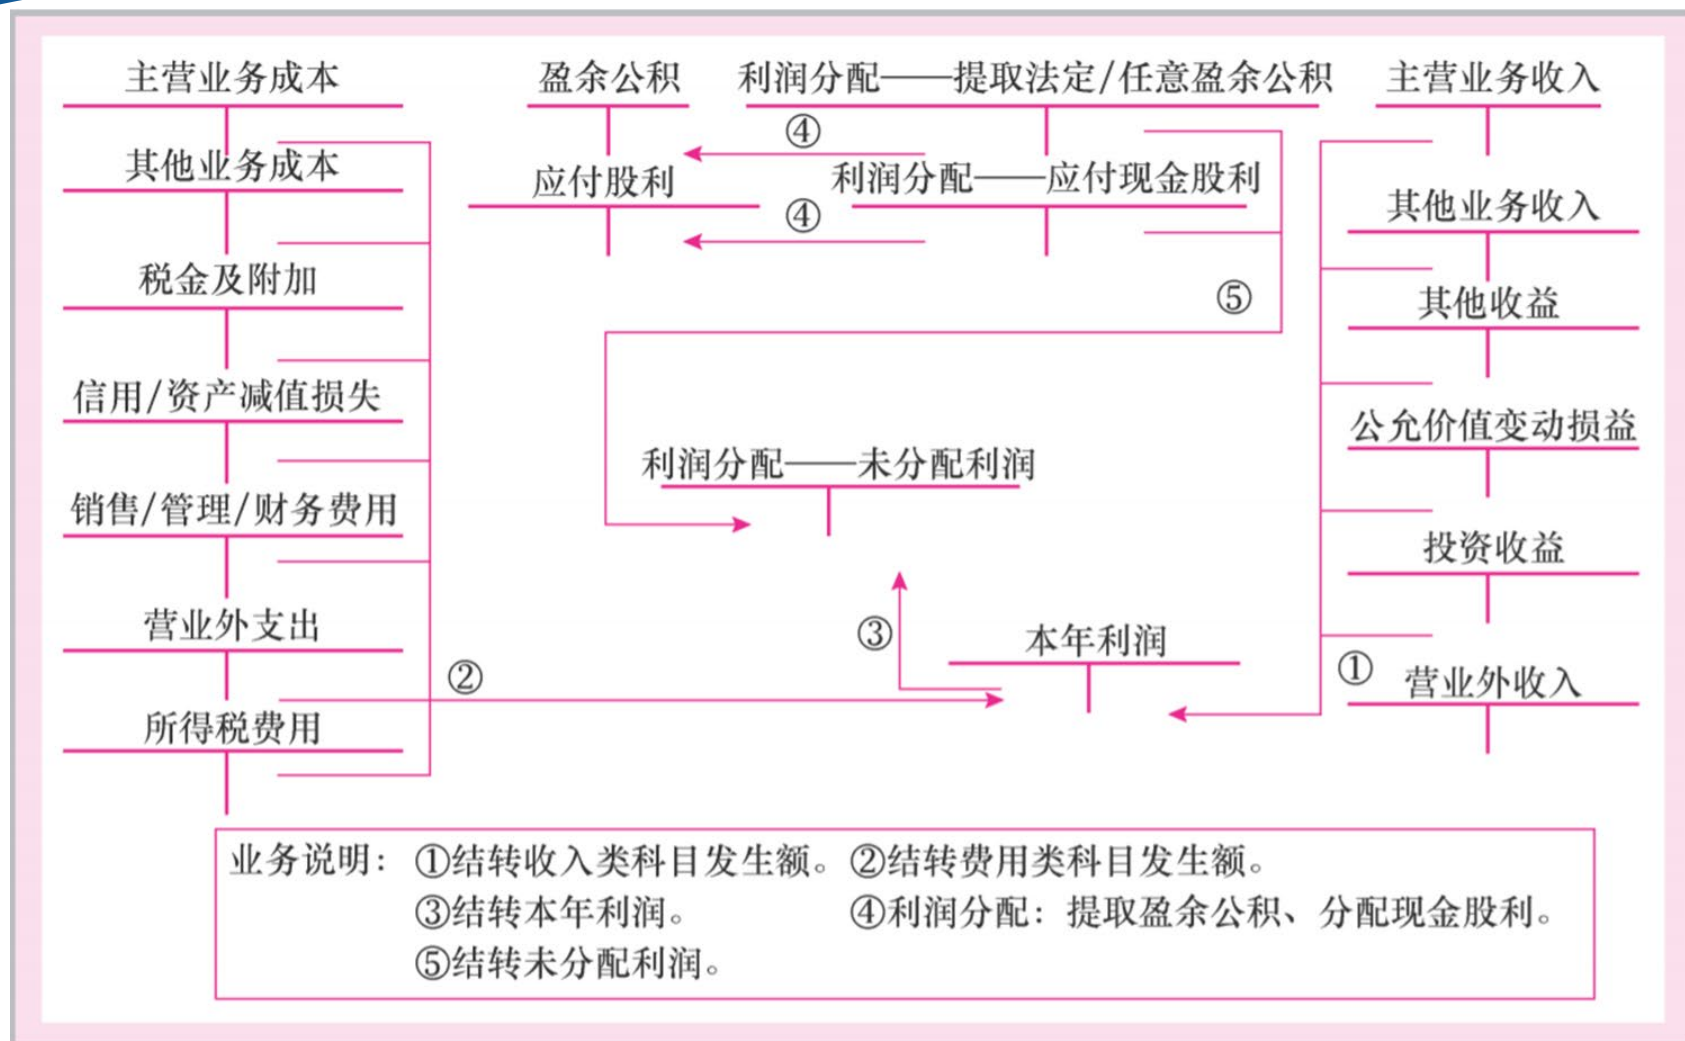 主营业务成本
盈余公积
利润分配——提取法定/任意盈余公积
主营业务收入
④
其他业务成本
应付股利
利润分配——应付现金股利
其他业务收入
④
税金及附加
⑤
其他收益
信用/资产减值损失
公允价值变动损益
利润分配——未分配利润
销售/管理/财务费用
投资收益
营业外支出
③
本年利润
②
①
营业外收入
所得税费用
业务说明：①结转收入类科目发生额。②结转费用类科目发生额。
③结转本年利润。 ④利润分配：提取盈余公积、分配现金股利。
⑤结转未分配利润。